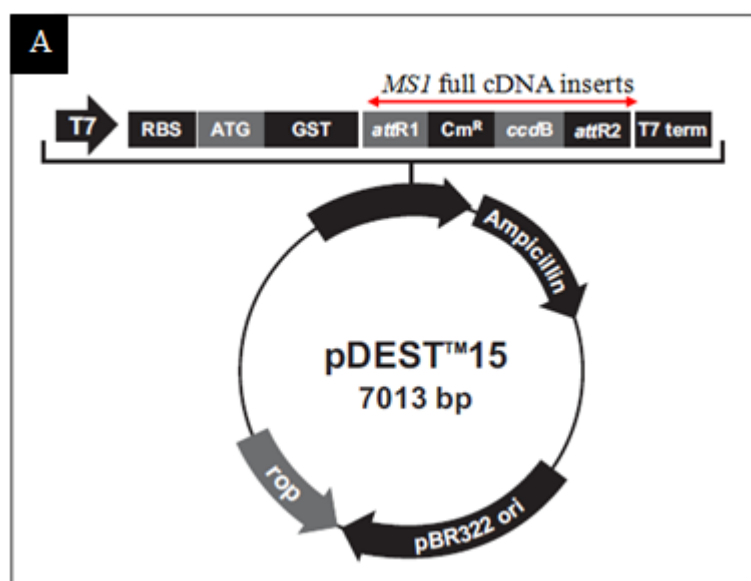 A
MS1 full cDNA inserts
T7 RBS ATG GST attR1 CmR ccdB attR2 T7 term
Ampicillin
pDEST™15
7013 bp
rop
pBR322 ori